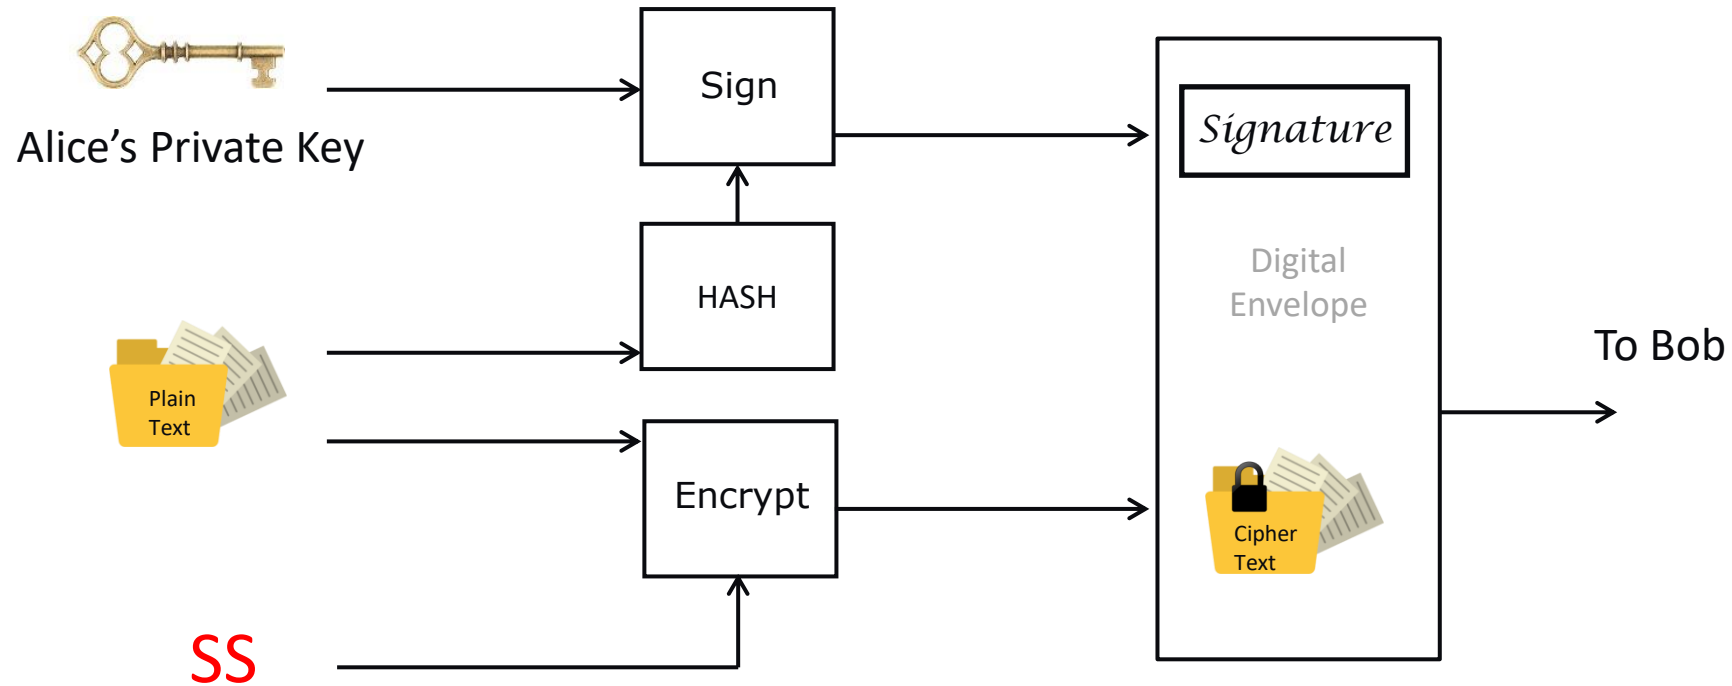 Sign
Signature
Alice’s Private Key
Digital
Envelope
HASH
To Bob
Plain
Text
Encrypt
Cipher
Text
SS